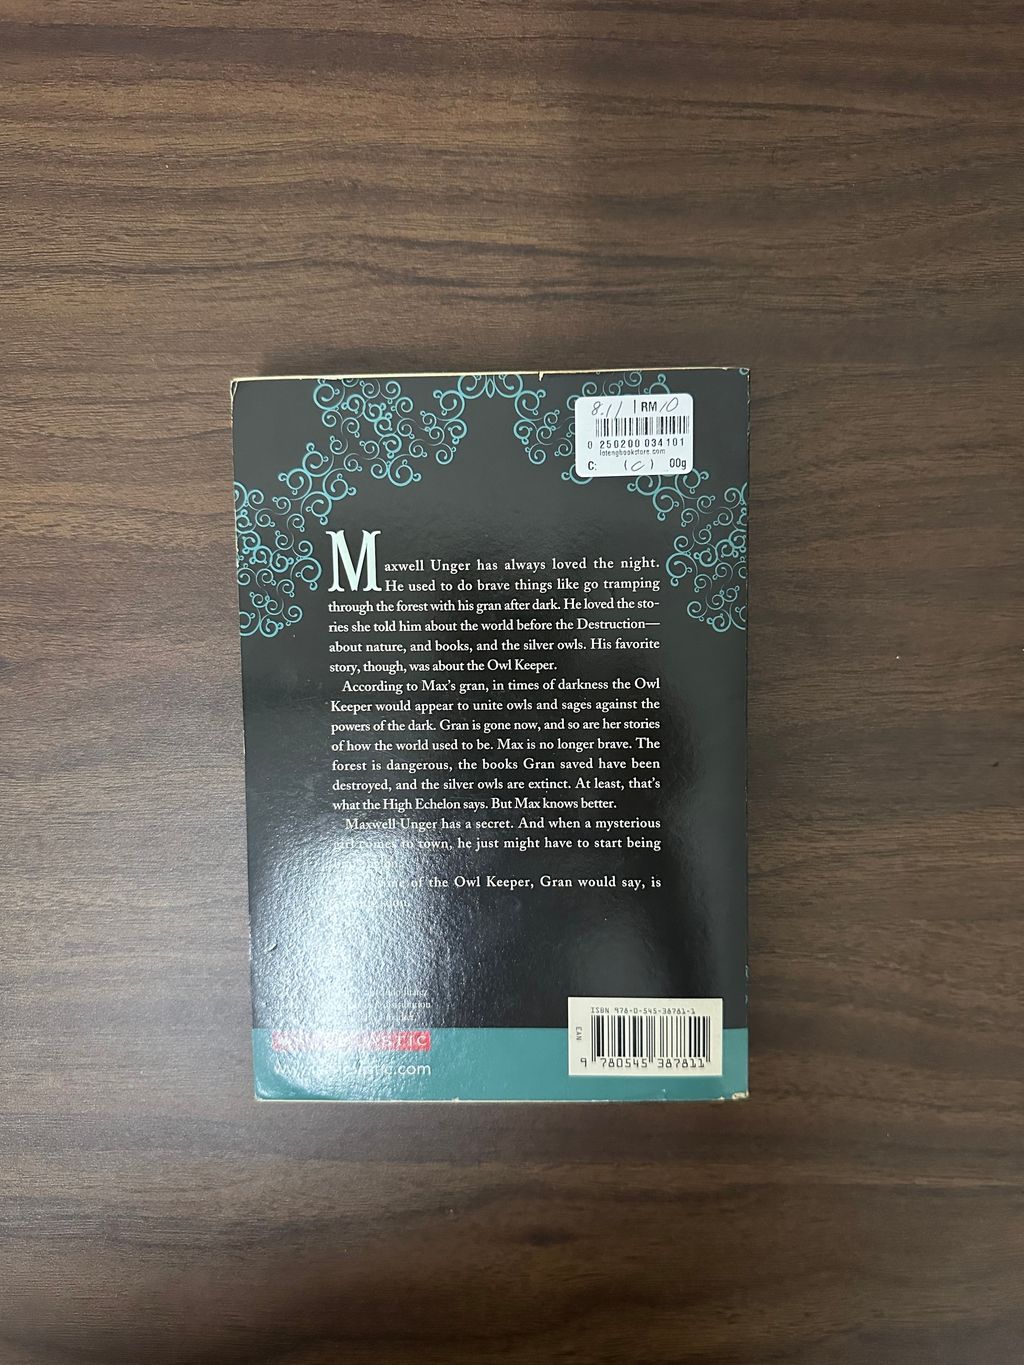 8.11 | RM 10
0 250200 034101
lotengbookstore.com
C: (c) 00g
Maxwell Unger has always loved the night.
He used to do brave things like go tramping
through the forest with his gran after dark. He loved the sto-
ries she told him about the world before the Destruction—
about nature, and books, and the silver owls. His favorite
story, though, was about the Owl Keeper.
According to Max's gran, in times of darkness the Owl
Keeper would appear to unite owls and sages against the
powers of the dark. Gran is gone now, and so are her stories
of how the world used to be. Max is no longer brave. The
forest is dangerous, the books Gran saved have been
destroyed, and the silver owls are extinct. At least, that's
what the High Echelon says. But Max knows better.
Maxwell Unger has a secret. And when a mysterious
girl comes to town, he just might have to start being
of the Owl Keeper, Gran would say, is
ISBN 978-0-545-38781-1
EAN
9 780545 387811
SCHOLASTIC
www.scholastic.com